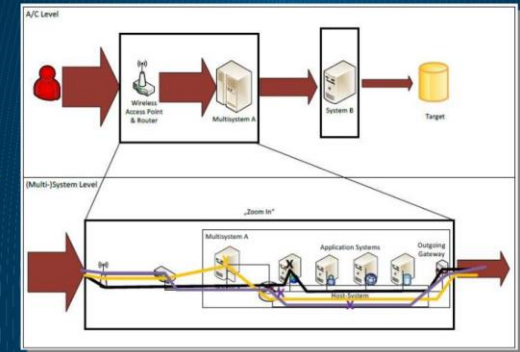 A/C Level
Wireless
Access Point
& Router
Multisystem A
System B
Target
(Multi-)System Level
„Zoom In"
Multisystem A
Application Systems
Outgoing
Gateway
Host-System